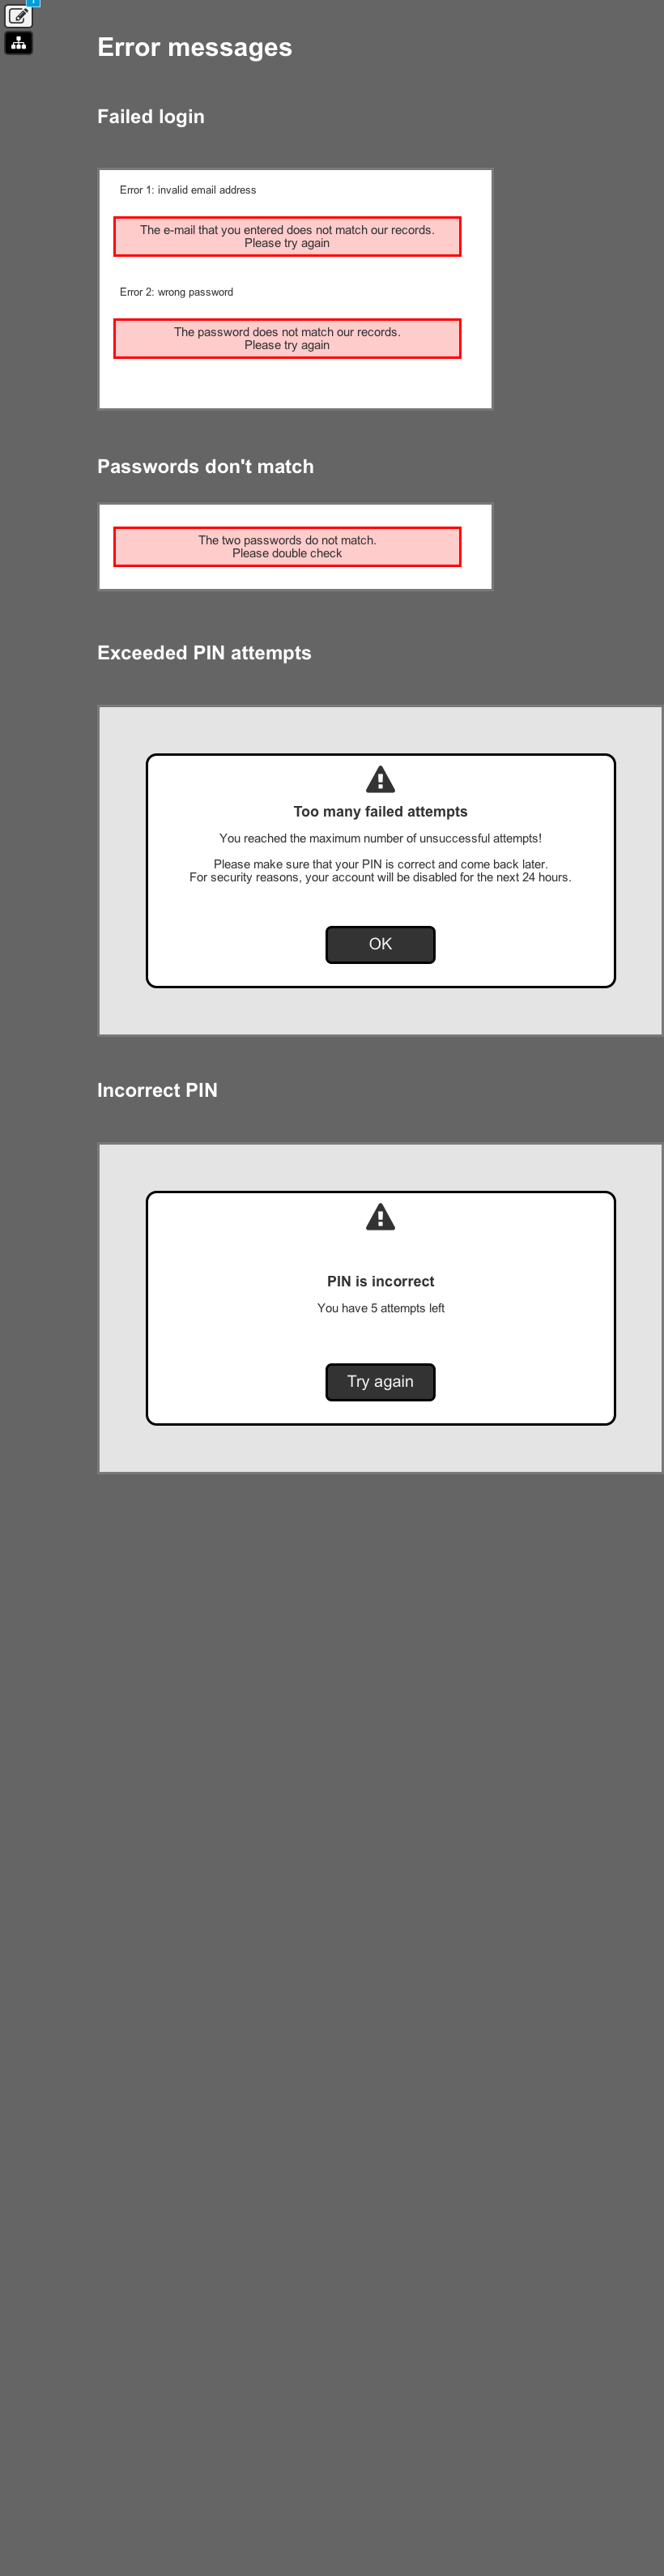 Error messages
Failed login
Error 1: invalid email address
The e-mail that you entered does not match our records.
Please try again
Error 2: wrong password
The password does not match our records.
Please try again
Passwords don't match
The two passwords do not match.
Please double check
Exceeded PIN attempts
Too many failed attempts
You reached the maximum number of unsuccessful attempts!
Please make sure that your PIN is correct and come back later.
For security reasons, your account will be disabled for the next 24 hours.
OK
Incorrect PIN
PIN is incorrect
You have 5 attempts left
Try again